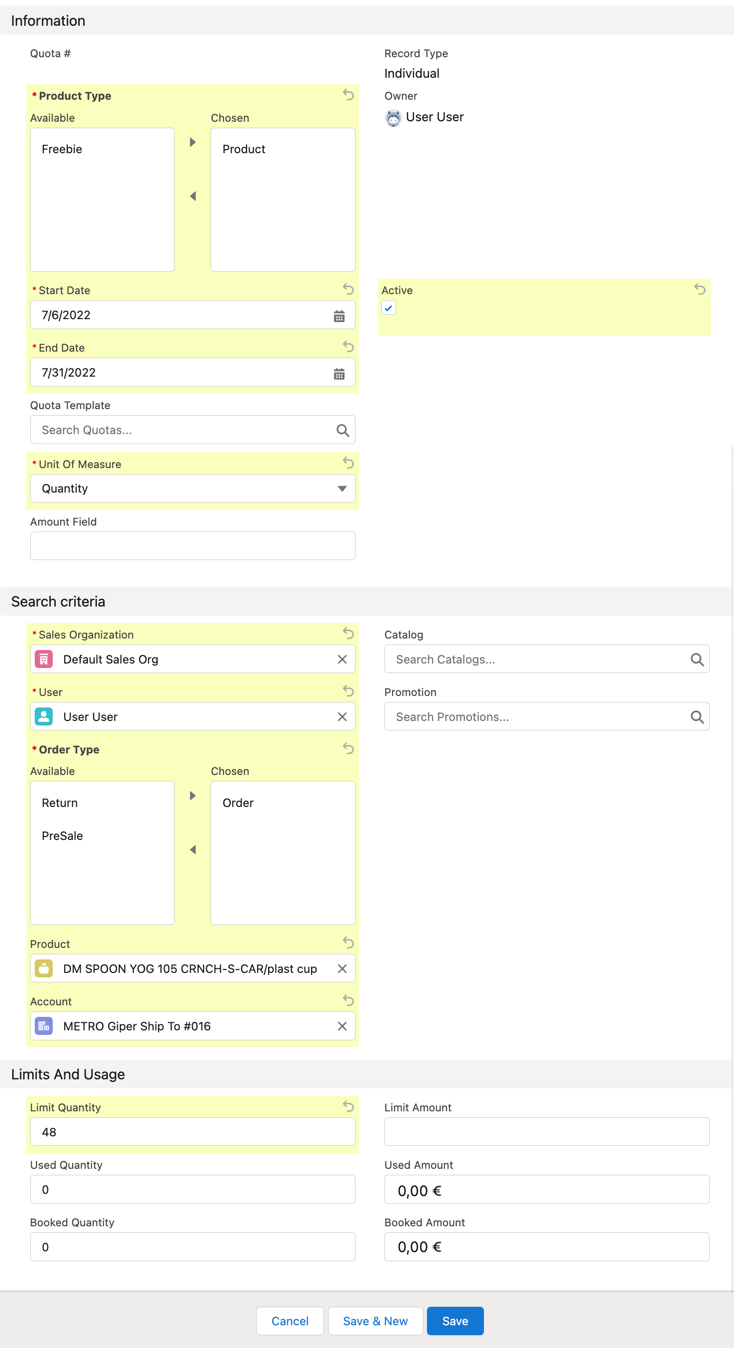 Information
Quota #
Record Type
Individual
* Product Type
Owner
User User
Available
Chosen
Freebie
Product
* Start Date
7/6/2022
Active
* End Date
7/31/2022
Quota Template
Search Quotas...
* Unit Of Measure
Quantity
Amount Field
Search criteria
* Sales Organization
Default Sales Org
Catalog
Search Catalogs...
* User
User User
Promotion
Search Promotions...
* Order Type
Available
Chosen
Return
Order
PreSale
Product
DM SPOON YOG 105 CRNCH-S-CAR/plast cup
Account
METRO Giper Ship To #016
Limits And Usage
Limit Quantity
48
Limit Amount
Used Quantity
0
Used Amount
0,00 €
Booked Quantity
0
Booked Amount
0,00 €
Cancel
Save & New
Save